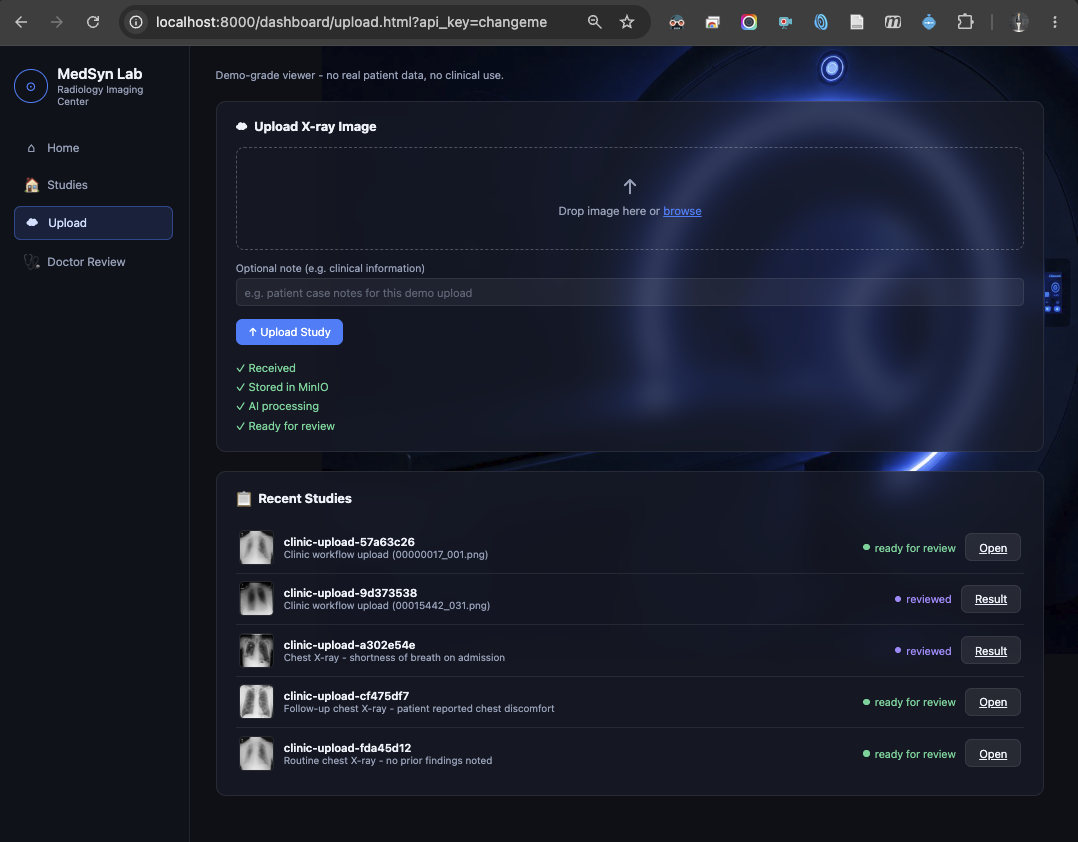 localhost:8000/dashboard/upload.html?api_key=changeme
MedSyn Lab
Radiology Imaging
Center
Home
Studies
Upload
Doctor Review
Demo-grade viewer - no real patient data, no clinical use.
Upload X-ray Image
Drop image here or browse
Optional note (e.g. clinical information)
e.g. patient case notes for this demo upload
↑ Upload Study
✓ Received
✓ Stored in MinIO
✓ AI processing
✓ Ready for review
Recent Studies
clinic-upload-57a63c26
Clinic workflow upload (00000017_001.png)
ready for review
Open
clinic-upload-9d373538
Clinic workflow upload (00015442_031.png)
reviewed
Result
clinic-upload-a302e54e
Chest X-ray - shortness of breath on admission
reviewed
Result
clinic-upload-cf475df7
Follow-up chest X-ray - patient reported chest discomfort
ready for review
Open
clinic-upload-fda45d12
Routine chest X-ray - no prior findings noted
ready for review
Open